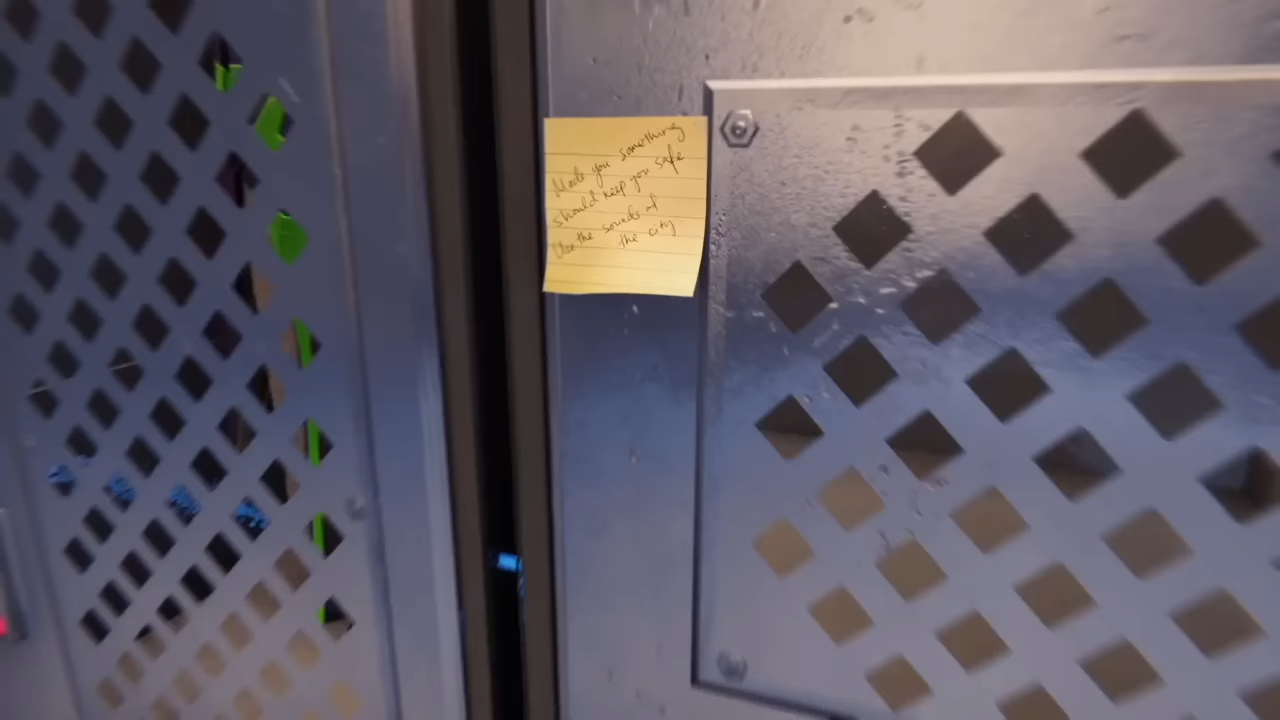 Made you something
should keep you safe
Use the sounds of
the city.